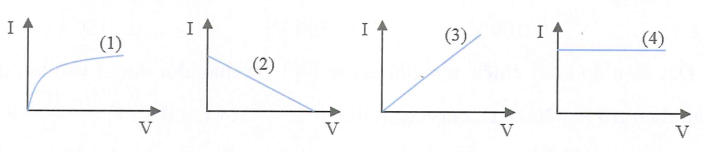 I (1) V
I (2) V
I (3) V
I (4) V